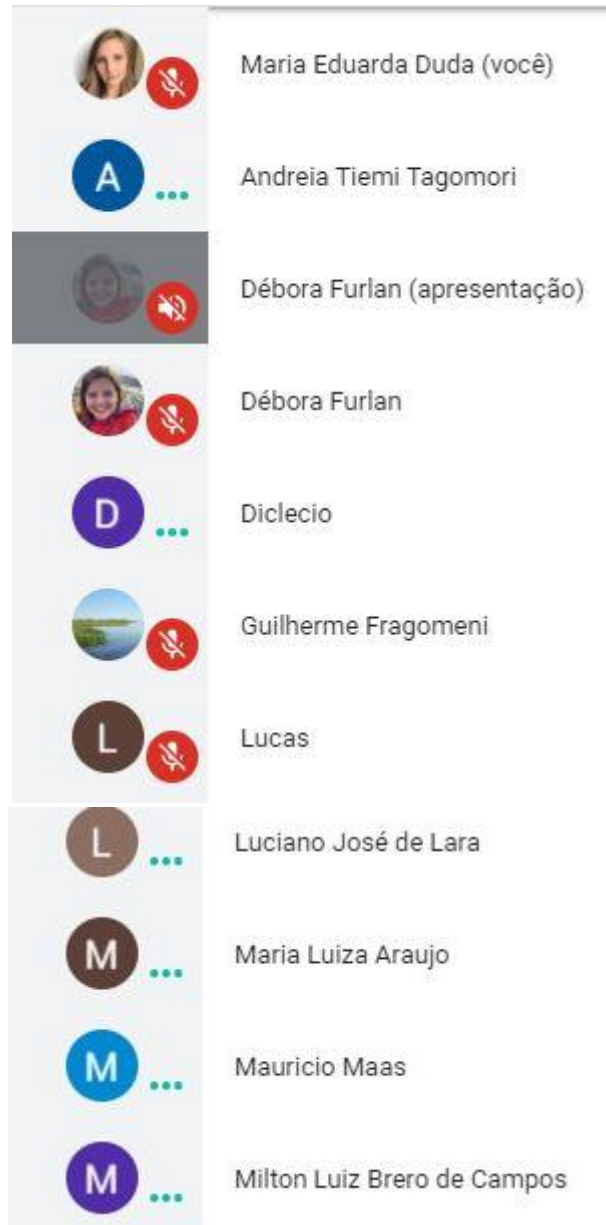 Maria Eduarda Duda (você)
A Andreia Tiemi Tagomori
Débora Furlan (apresentação)
Débora Furlan
D Diclecio
Guilherme Fragomeni
L Lucas
L Luciano José de Lara
M Maria Luiza Araujo
M Mauricio Maas
M Milton Luiz Brero de Campos